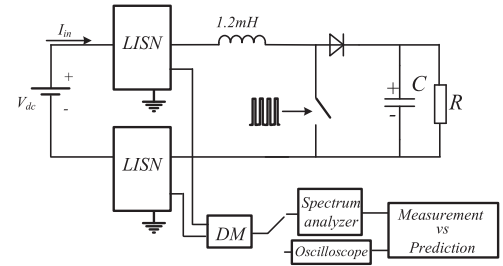 I_in
LISN
1.2mH
V_dc
+
-
+
-
C
R
LISN
DM
Spectrum
analyzer
Oscilloscope
Measurement
vs
Prediction